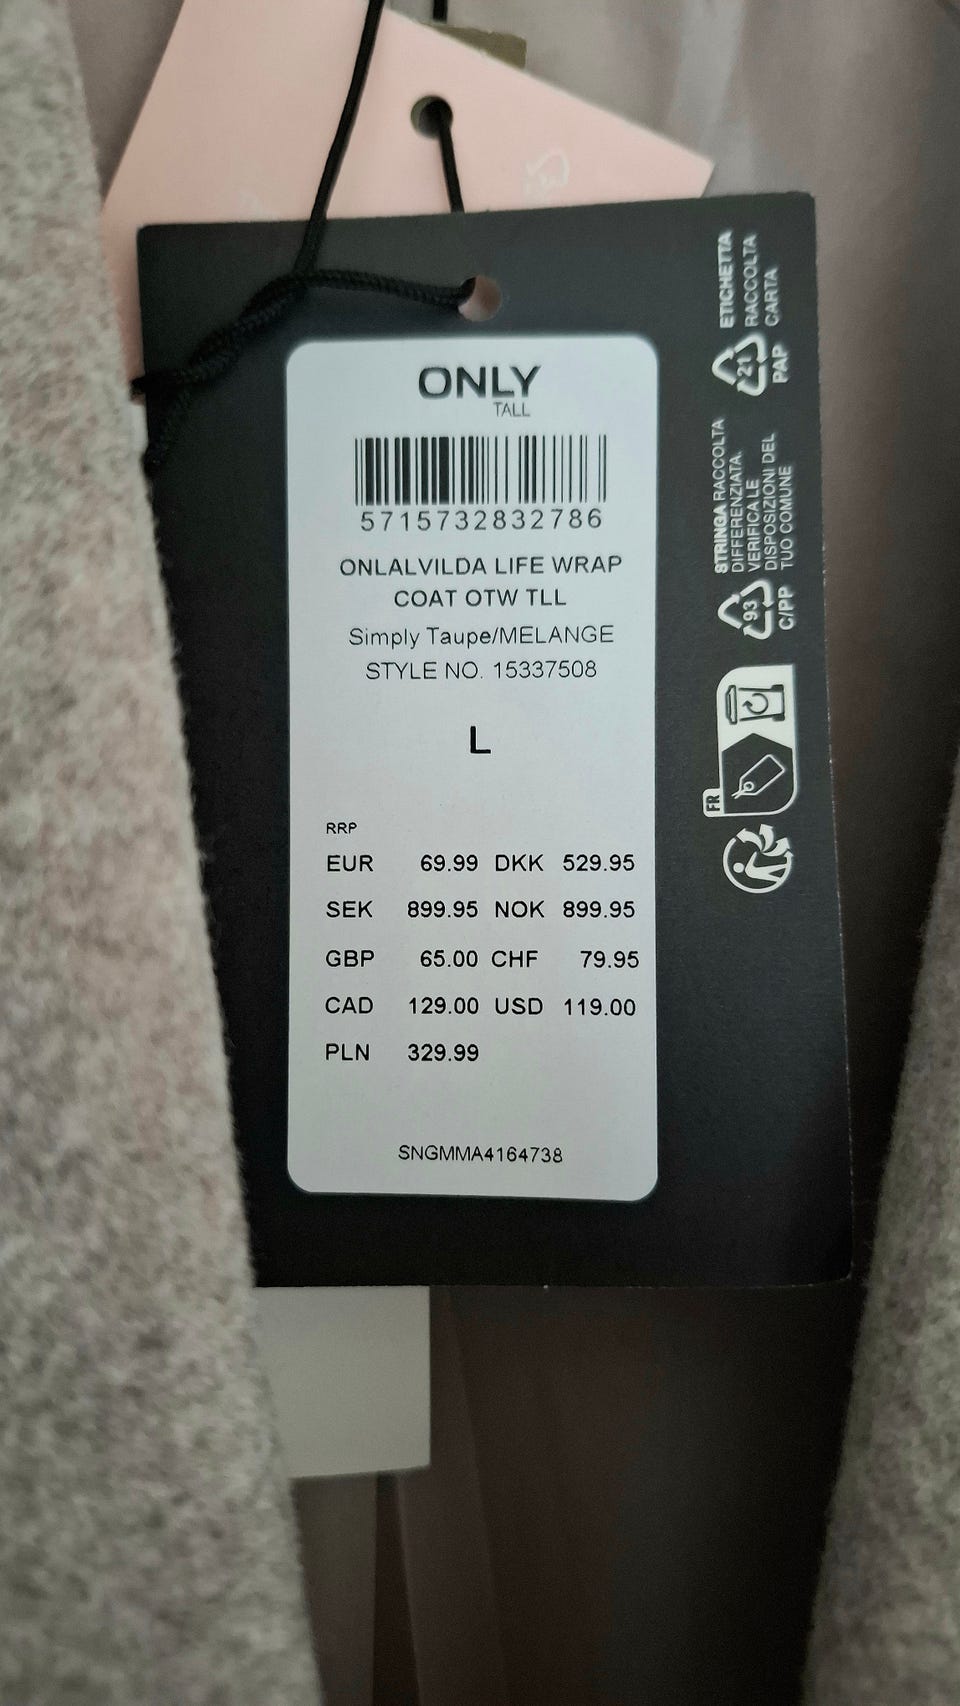 ONLY
TALL
5715732832786
ONLALVILDA LIFE WRAP
COAT OTW TLL
Simply Taupe/MELANGE
STYLE NO. 15337508
L
RRP
EUR 69.99 DKK 529.95
SEK 899.95 NOK 899.95
GBP 65.00 CHF 79.95
CAD 129.00 USD 119.00
PLN 329.99
SNGMMA4164738
ETICHETTA
RACCOLTA
CARTA
21
PAP
STRINGA RACCOLTA
DIFFERENZIATA.
VERIFICA LE
DISPOSIZIONI DEL
TUO COMUNE
93
C/PP
FR